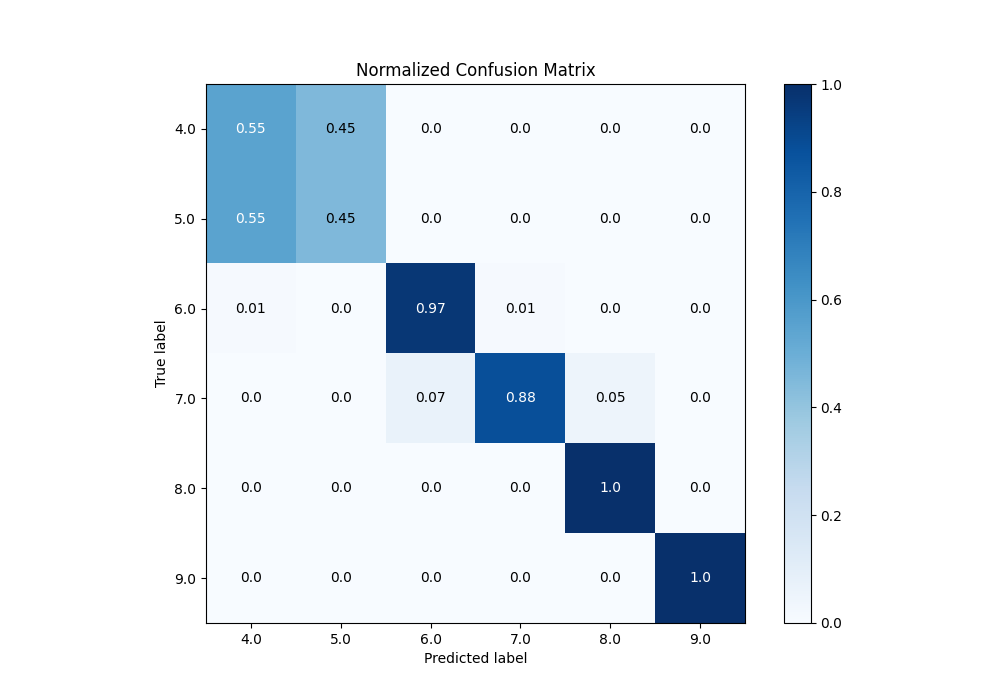 Normalized Confusion Matrix
1.0
4.0 0.55 0.45 0.0 0.0 0.0 0.0
0.8
5.0 0.55 0.45 0.0 0.0 0.0 0.0
0.6
6.0 0.01 0.0 0.97 0.01 0.0 0.0
True label
0.4
7.0 0.0 0.0 0.07 0.88 0.05 0.0
8.0 0.0 0.0 0.0 0.0 1.0 0.0
0.2
9.0 0.0 0.0 0.0 0.0 0.0 1.0
0.0
4.0 5.0 6.0 7.0 8.0 9.0
Predicted label